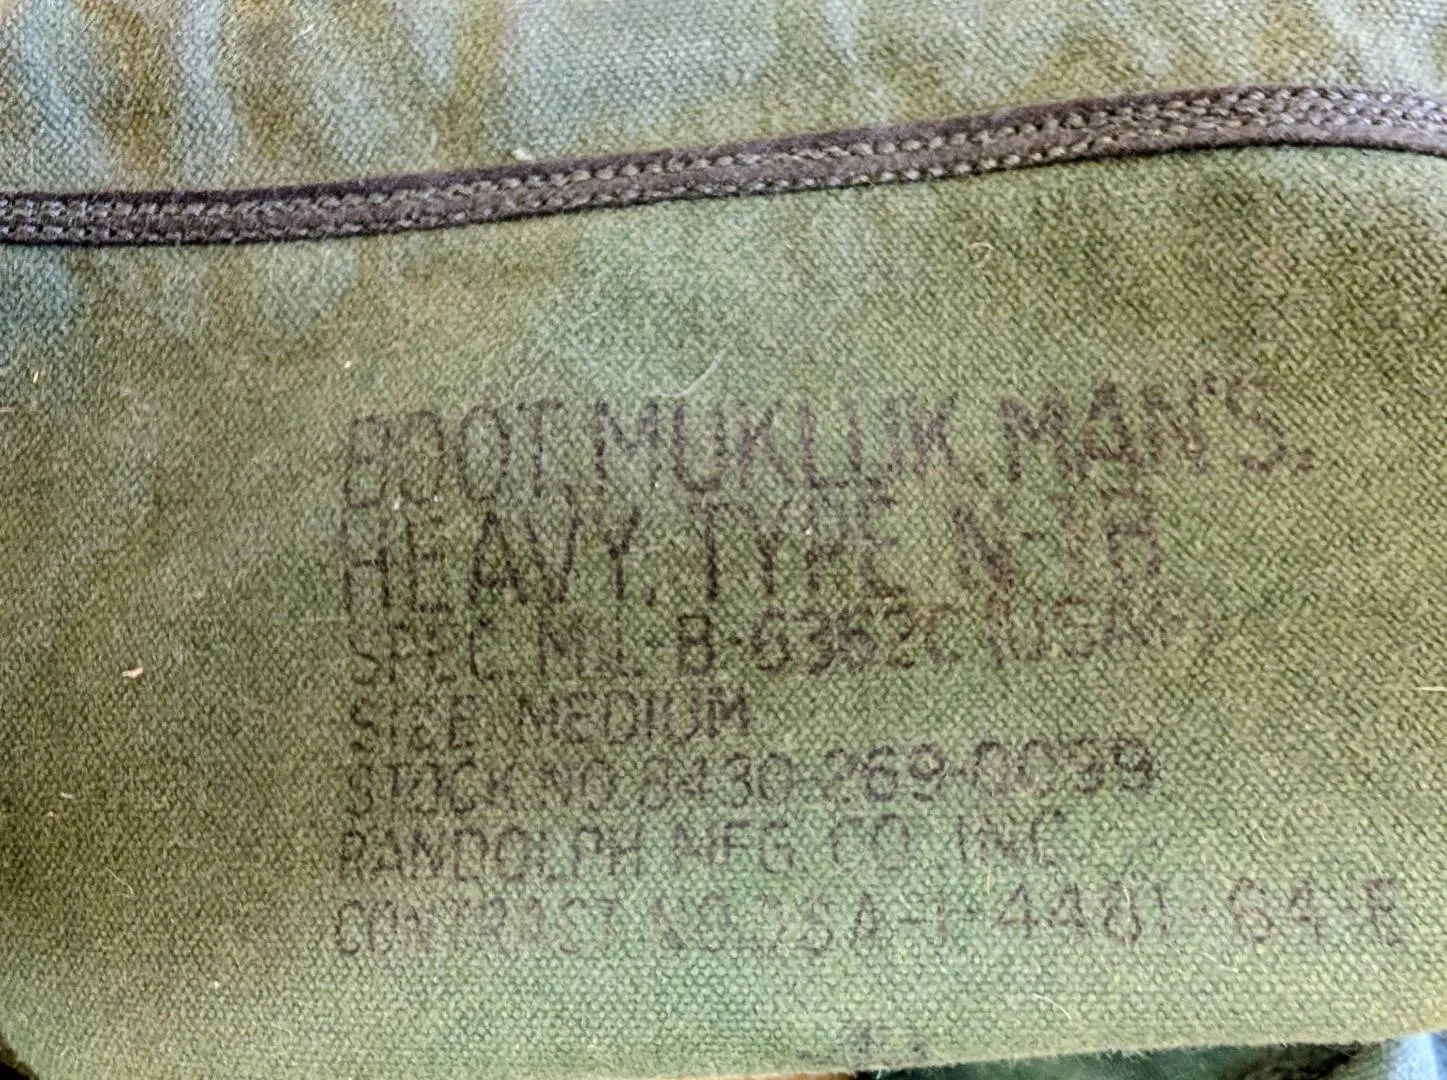 BOOT, MUKLUK, MAN'S.
HEAVY, TYPE N-1B
SPEC. MIL-B-6352C (USAF)
SIZE MEDIUM
STOCK NO. 8430-269-0099
RANDOLPH MFG. CO. INC.
CONTRACT NO. DSA-1-4481-64-E